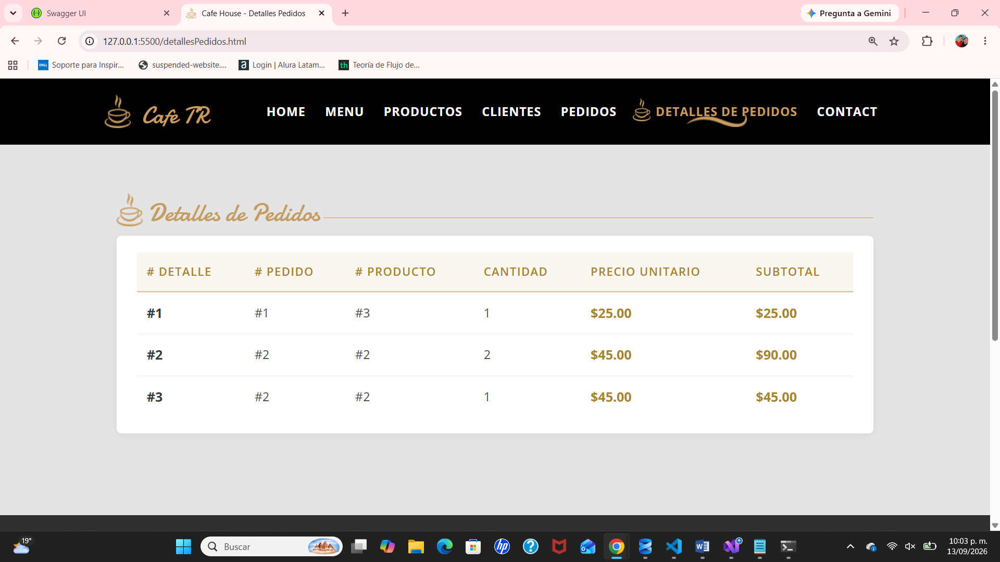 Swagger UI
Cafe House - Detalles Pedidos
Pregunta a Gemini
127.0.0.1:5500/detallesPedidos.html
DELL Soporte para Inspir...
suspended-website....
a Login | Alura Latam...
th Teoría de Flujo de...
Cafe TR
HOME MENU PRODUCTOS CLIENTES PEDIDOS DETALLES DE PEDIDOS CONTACT
Detalles de Pedidos
# DETALLE # PEDIDO # PRODUCTO CANTIDAD PRECIO UNITARIO SUBTOTAL
#1 #1 #3 1 $25.00 $25.00
#2 #2 #2 2 $45.00 $90.00
#3 #2 #2 1 $45.00 $45.00
19°
Buscar
hp
10:03 p. m.
13/09/2026